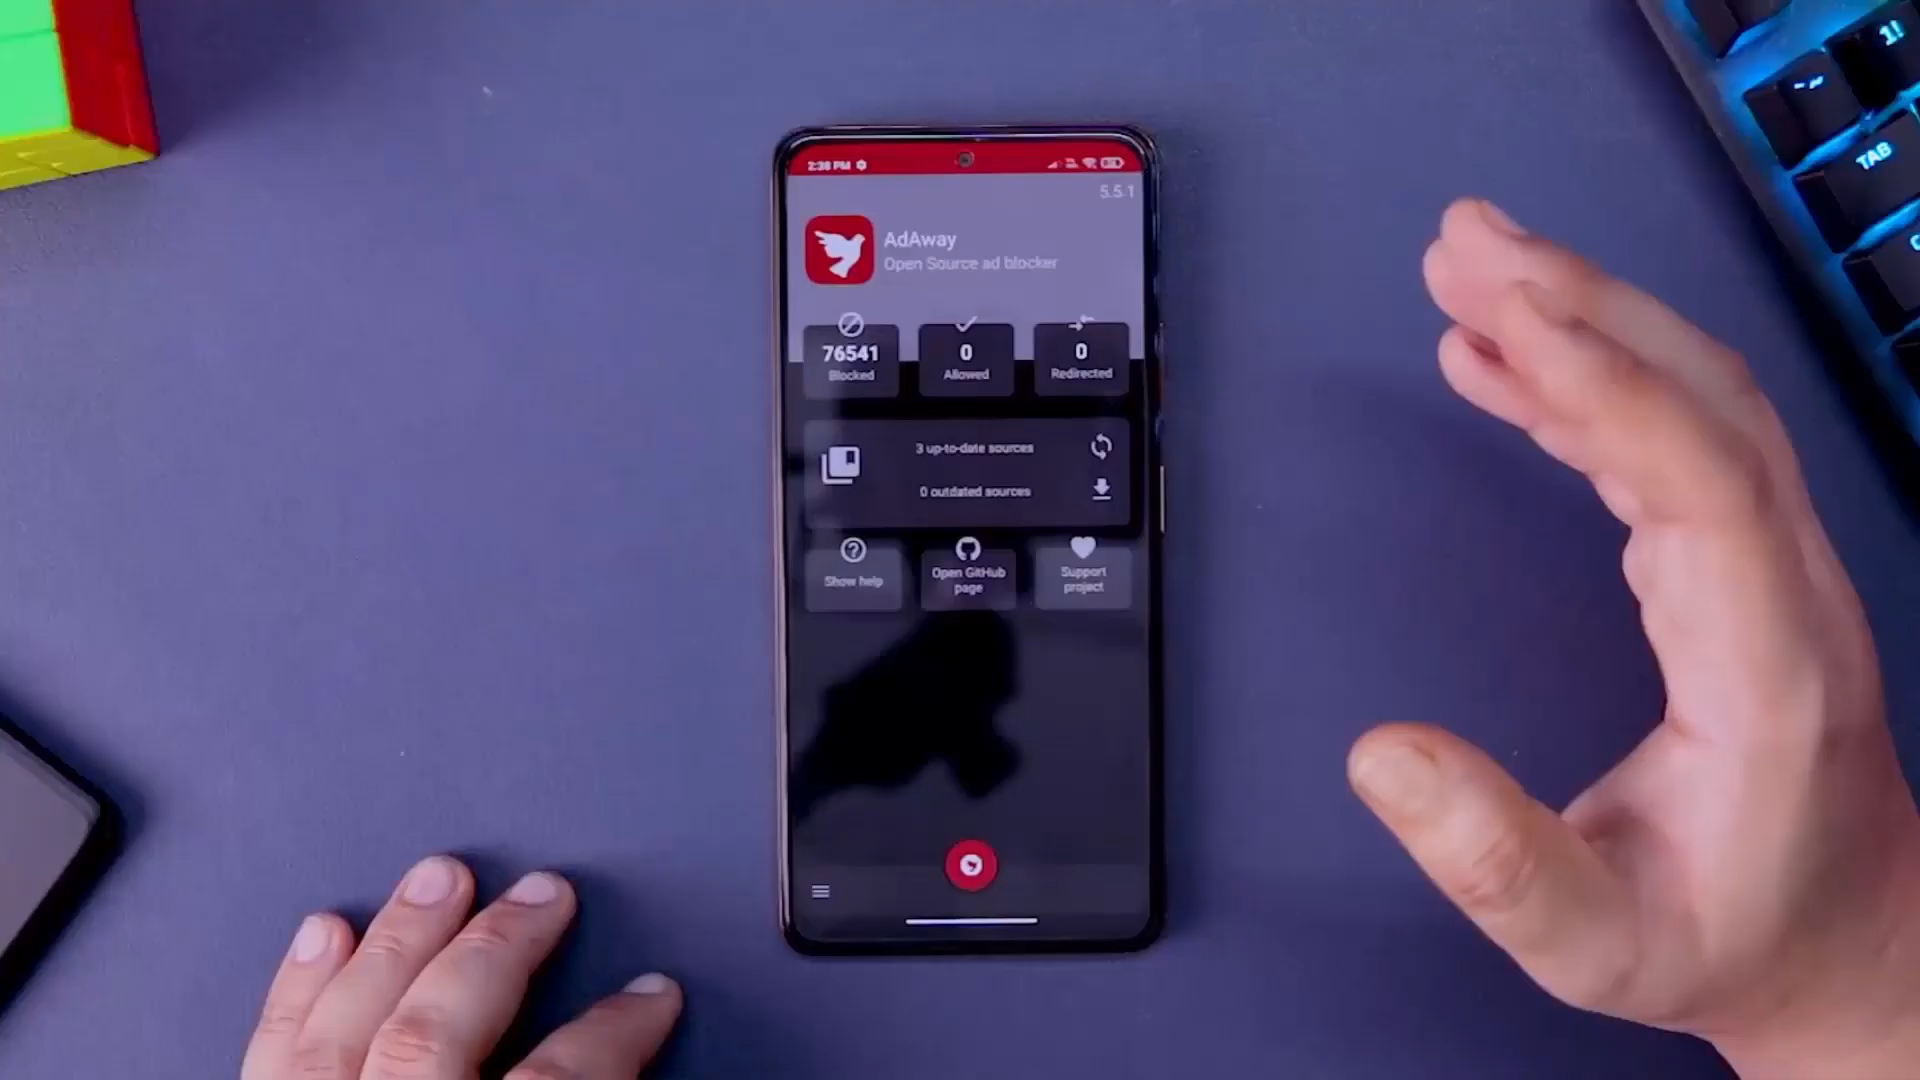 2:38 PM
5.5.1
AdAway
Open Source ad blocker
76541
Blocked
0
Allowed
0
Redirected
3 up-to-date sources
0 outdated sources
Show help
Open GitHub
page
Support
project
1!
TAB